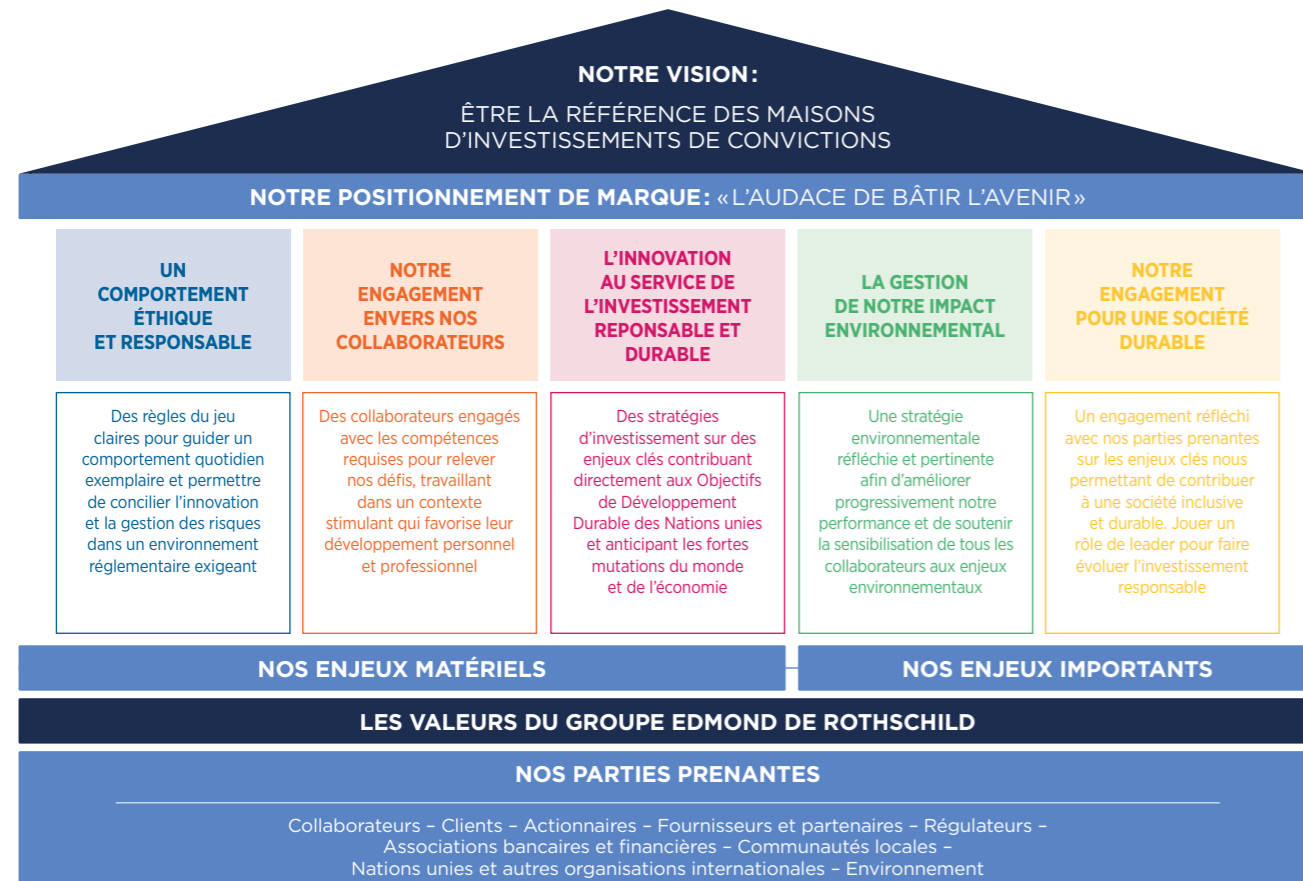 NOTRE VISION :
ÊTRE LA RÉFÉRENCE DES MAISONS
D'INVESTISSEMENTS DE CONVICTIONS
NOTRE POSITIONNEMENT DE MARQUE : « L'AUDACE DE BÂTIR L'AVENIR »
UN
COMPORTEMENT
ÉTHIQUE
ET RESPONSABLE
Des règles du jeu
claires pour guider un
comportement quotidien
exemplaire et permettre
de concilier l'innovation
et la gestion des risques
dans un environnement
réglementaire exigeant
NOTRE
ENGAGEMENT
ENVERS NOS
COLLABORATEURS
Des collaborateurs engagés
avec les compétences
requises pour relever
nos défis, travaillant
dans un contexte
stimulant qui favorise leur
développement personnel
et professionnel
L'INNOVATION
AU SERVICE DE
L'INVESTISSEMENT
REPONSABLE ET
DURABLE
Des stratégies
d'investissement sur des
enjeux clés contribuant
directement aux Objectifs
de Développement
Durable des Nations unies
et anticipant les fortes
mutations du monde
et de l'économie
LA GESTION
DE NOTRE IMPACT
ENVIRONNEMENTAL
Une stratégie
environnementale
réfléchie et pertinente
afin d'améliorer
progressivement notre
performance et de soutenir
la sensibilisation de tous les
collaborateurs aux enjeux
environnementaux
NOTRE
ENGAGEMENT
POUR UNE SOCIÉTÉ
DURABLE
Un engagement réfléchi
avec nos parties prenantes
sur les enjeux clés nous
permettant de contribuer
à une société inclusive
et durable. Jouer un
rôle de leader pour faire
évoluer l'investissement
responsable
NOS ENJEUX MATÉRIELS
NOS ENJEUX IMPORTANTS
LES VALEURS DU GROUPE EDMOND DE ROTHSCHILD
NOS PARTIES PRENANTES
Collaborateurs – Clients – Actionnaires – Fournisseurs et partenaires – Régulateurs –
Associations bancaires et financières – Communautés locales –
Nations unies et autres organisations internationales – Environnement